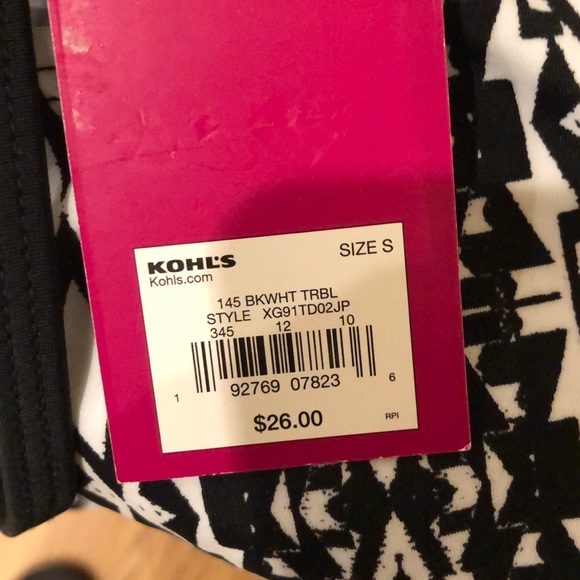 KOHL'S SIZE S
Kohls.com
145 BKWHT TRBL
STYLE XG91TD02JP
345 12 10
1 92769 07823 6
$26.00 RPI